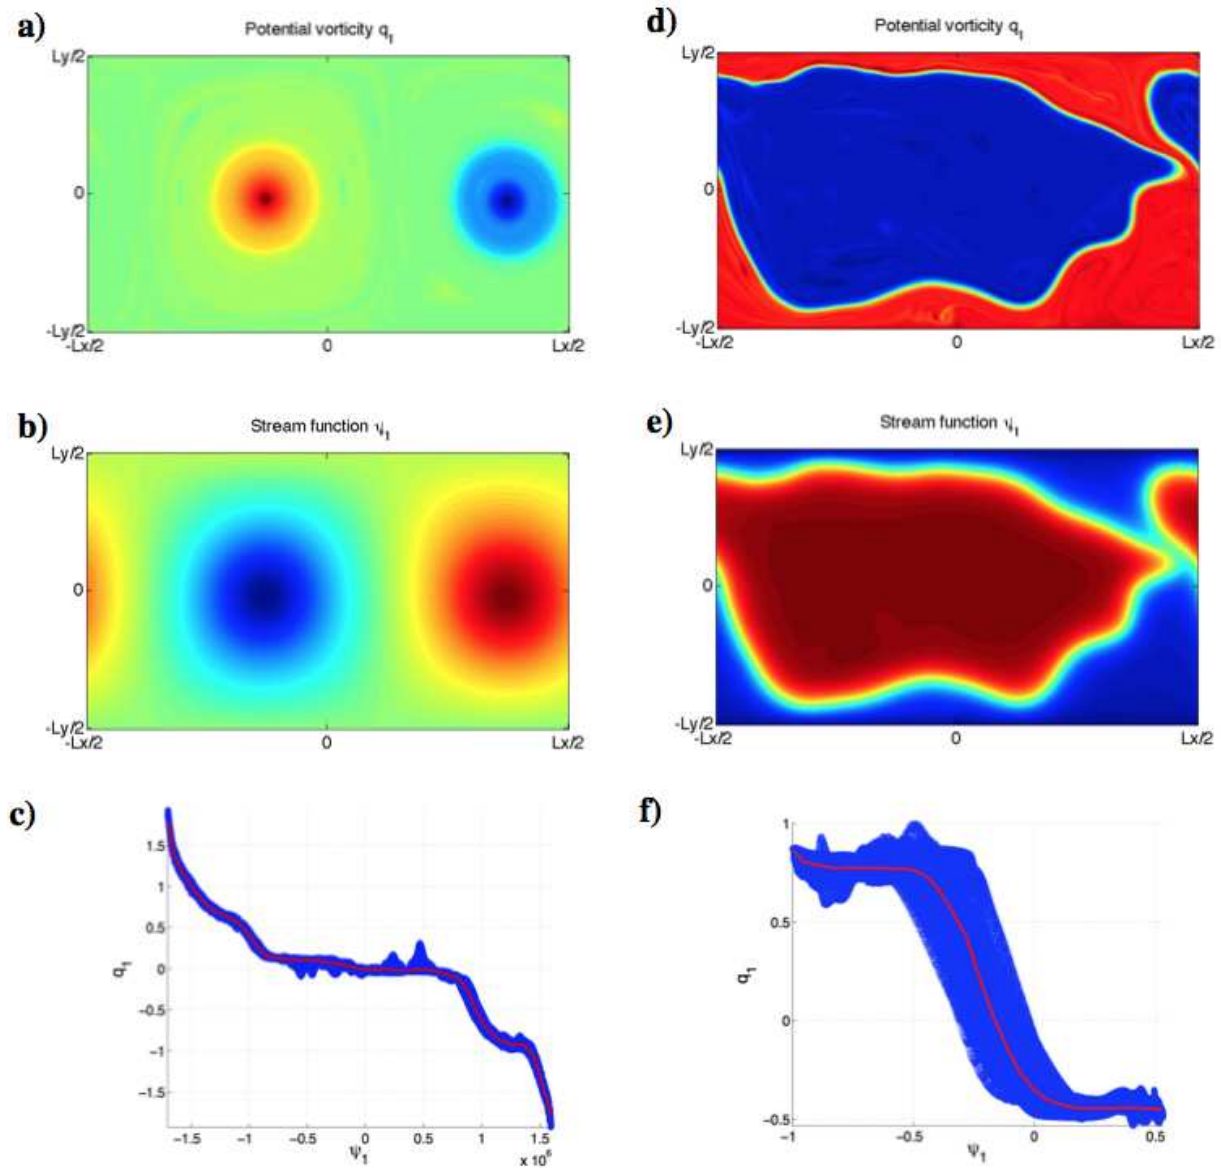 a)
Potential vorticity q1
Ly/2
0
-Ly/2
-Lx/2 0 Lx/2
b)
Stream function ψ1
Ly/2
0
-Ly/2
-Lx/2 0 Lx/2
c)
q1
1.5
1
0.5
0
−0.5
−1
−1.5
−1.5 −1 −0.5 0 0.5 1 1.5
ψ1
x 10^6
d)
Potential vorticity q1
Ly/2
0
-Ly/2
-Lx/2 0 Lx/2
e)
Stream function ψ1
Ly/2
0
-Ly/2
-Lx/2 0 Lx/2
f)
q1
1
0.5
0
−0.5
−1 −0.5 0 0.5
ψ1